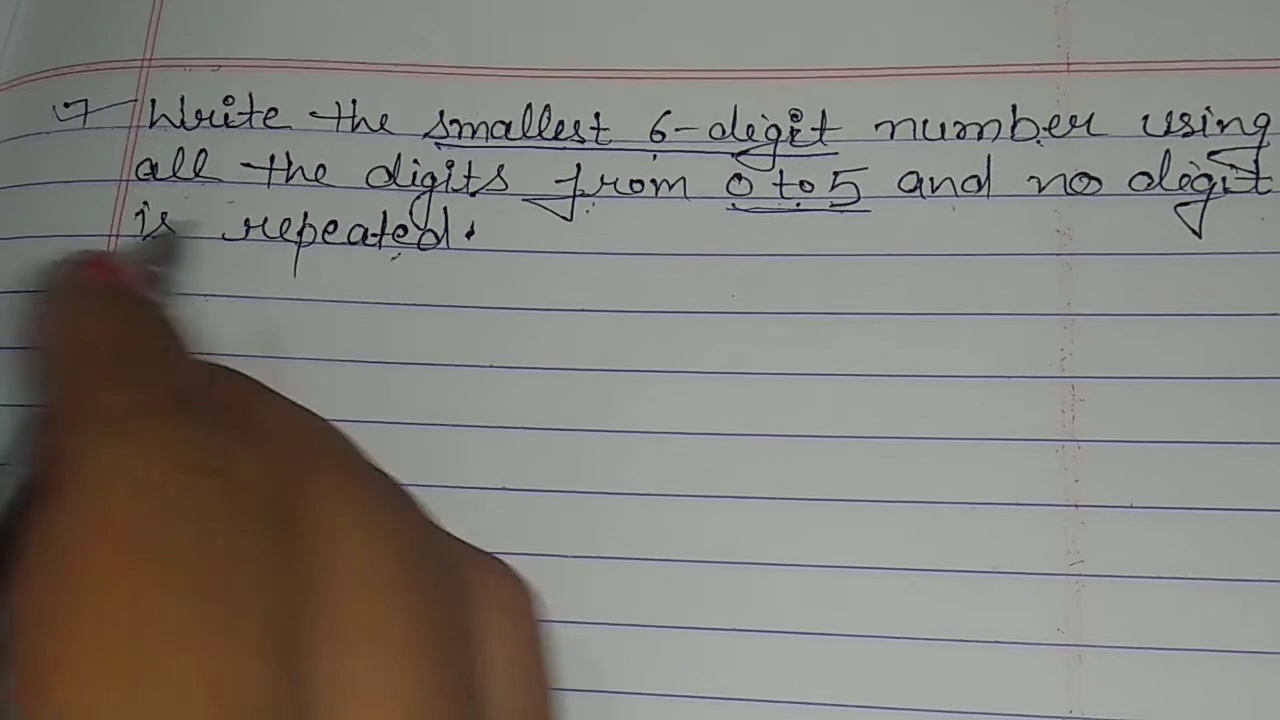 → Write the smallest 6-digit number using
all the digits from 0 to 5 and no digit
is repeated.